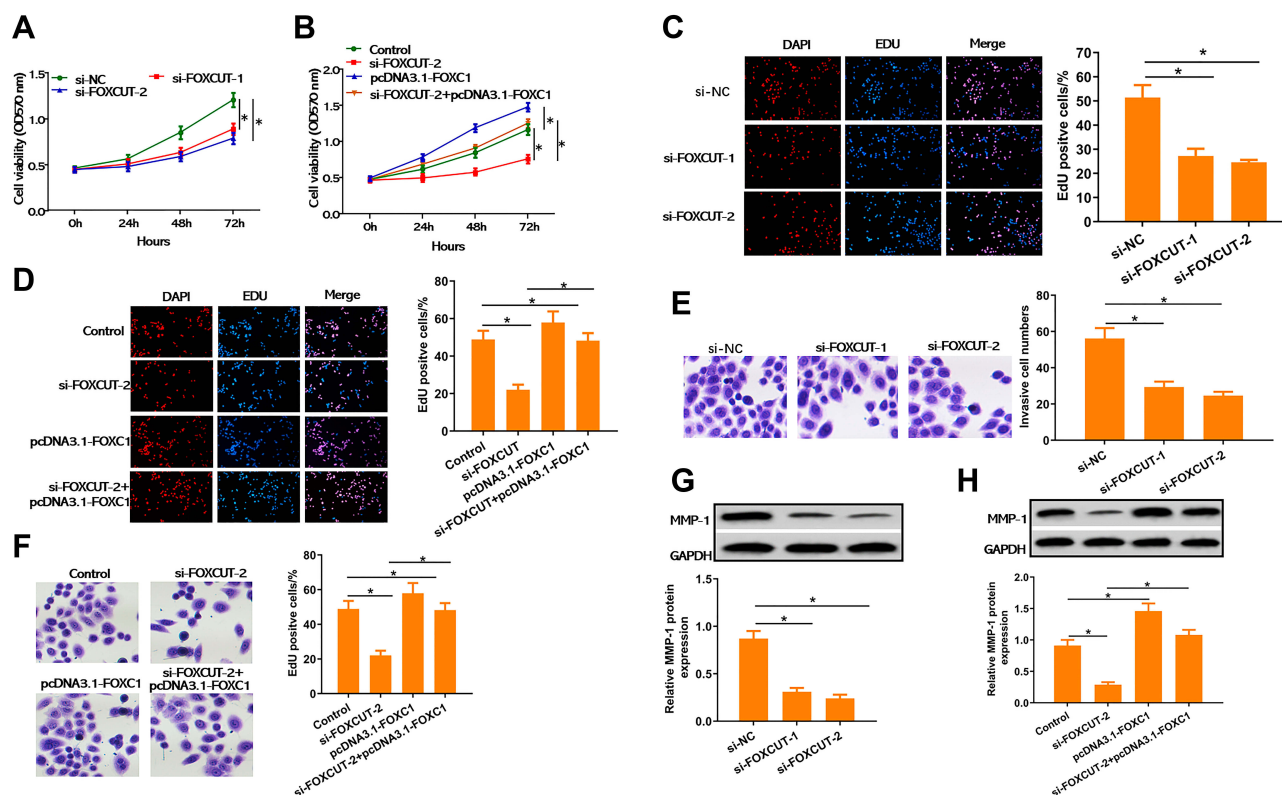 A
si-NC
si-FOXCUT-1
si-FOXCUT-2
Cell viability (OD570 nm)
1.5
1.0
0.5
0.0
0h
24h
48h
72h
Hours
*
*
B
Control
si-FOXCUT-2
pcDNA3.1-FOXC1
si-FOXCUT-2+pcDNA3.1-FOXC1
Cell viability (OD570 nm)
2.0
1.5
1.0
0.5
0.0
0h
24h
48h
72h
Hours
*
*
*
C
DAPI
EDU
Merge
si-NC
si-FOXCUT-1
si-FOXCUT-2
EdU positve cells/%
70
60
50
40
30
20
10
0
*
*
si-NC
si-FOXCUT-1
si-FOXCUT-2
D
DAPI
EDU
Merge
Control
si-FOXCUT-2
pcDNA3.1-FOXC1
si-FOXCUT-2+
pcDNA3.1-FOXC1
EdU positve cells/%
80
60
40
20
0
*
*
*
Control
si-FOXCUT
pcDNA3.1-FOXC1
si-FOXCUT+pcDNA3.1-FOXC1
E
si-NC
si-FOXCUT-1
si-FOXCUT-2
Invasive cell numbers
80
60
40
20
0
*
*
si-NC
si-FOXCUT-1
si-FOXCUT-2
F
Control
si-FOXCUT-2
pcDNA3.1-FOXC1
si-FOXCUT-2+
pcDNA3.1-FOXC1
EdU positve cells/%
80
60
40
20
0
*
*
*
Control
si-FOXCUT-2
pcDNA3.1-FOXC1
si-FOXCUT-2+pcDNA3.1-FOXC1
G
MMP-1
GAPDH
Relative MMP-1 protein
expression
1.5
1.0
0.5
0.0
*
*
si-NC
si-FOXCUT-1
si-FOXCUT-2
H
MMP-1
GAPDH
Relative MMP-1 protein
expression
2.0
1.5
1.0
0.5
0.0
*
*
*
Control
si-FOXCUT-2
pcDNA3.1-FOXC1
si-FOXCUT-2+pcDNA3.1-FOXC1